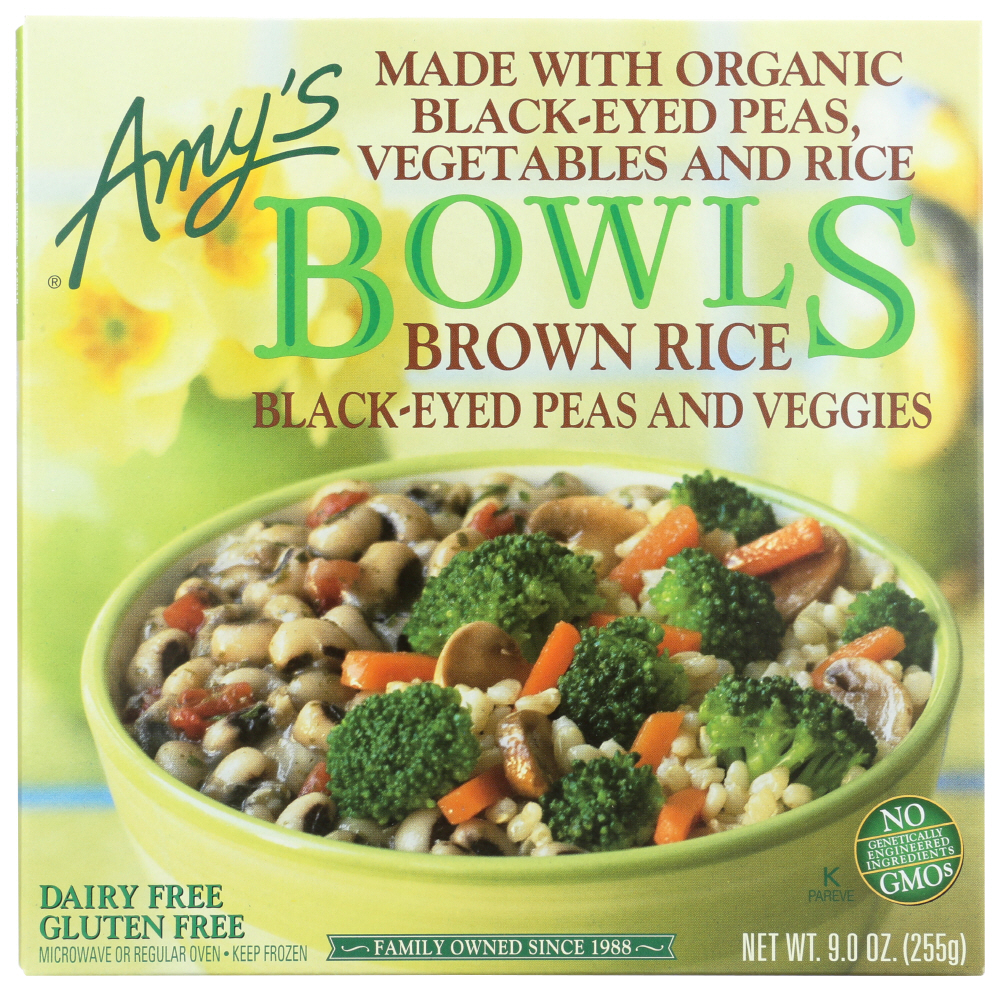 Amy's
®
MADE WITH ORGANIC
BLACK-EYED PEAS,
VEGETABLES AND RICE
BOWLS
BROWN RICE
BLACK-EYED PEAS AND VEGGIES
NO
GENETICALLY
ENGINEERED
INGREDIENTS
GMOs
K
PAREVE
DAIRY FREE
GLUTEN FREE
MICROWAVE OR REGULAR OVEN • KEEP FROZEN
FAMILY OWNED SINCE 1988
NET WT. 9.0 OZ. (255g)